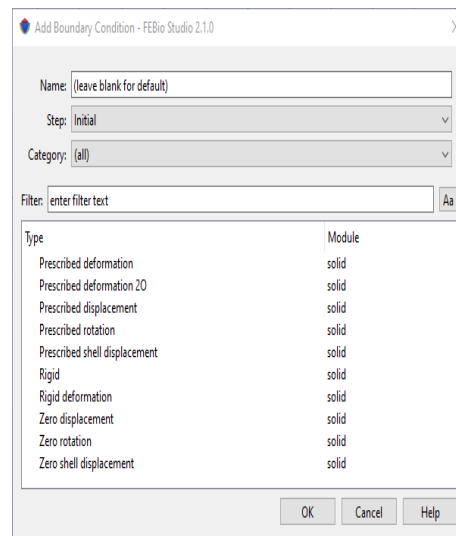 Add Boundary Condition - FEBio Studio 2.1.0
Name: (leave blank for default)
Step: Initial
Category: (all)
Filter: enter filter text Aa
Type Module
Prescribed deformation solid
Prescribed deformation 2O solid
Prescribed displacement solid
Prescribed rotation solid
Prescribed shell displacement solid
Rigid solid
Rigid deformation solid
Zero displacement solid
Zero rotation solid
Zero shell displacement solid
OK Cancel Help